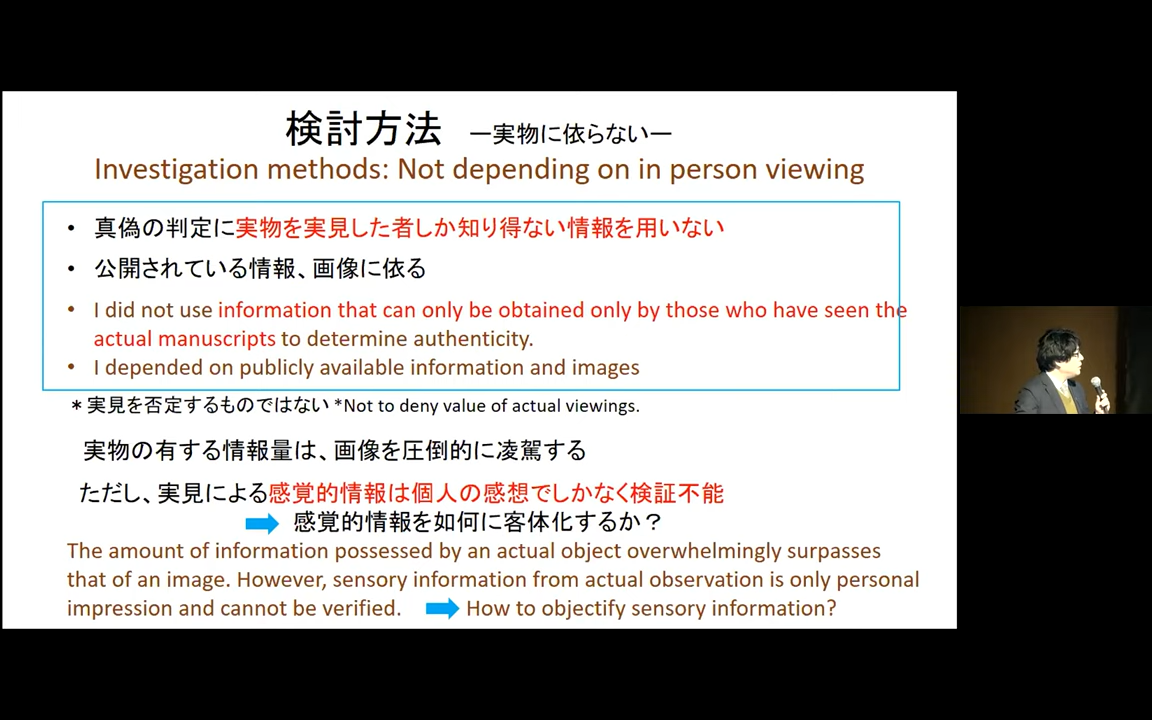 検討方法 ー実物に依らないー
Investigation methods: Not depending on in person viewing
• 真偽の判定に実物を実見した者しか知り得ない情報を用いない
• 公開されている情報、画像に依る
• I did not use information that can only be obtained only by those who have seen the
actual manuscripts to determine authenticity.
• I depended on publicly available information and images
＊実見を否定するものではない *Not to deny value of actual viewings.
実物の有する情報量は、画像を圧倒的に凌駕する
ただし、実見による感覚的情報は個人の感想でしかなく検証不能
感覚的情報を如何に客体化するか？
The amount of information possessed by an actual object overwhelmingly surpasses
that of an image. However, sensory information from actual observation is only personal
impression and cannot be verified. How to objectify sensory information?